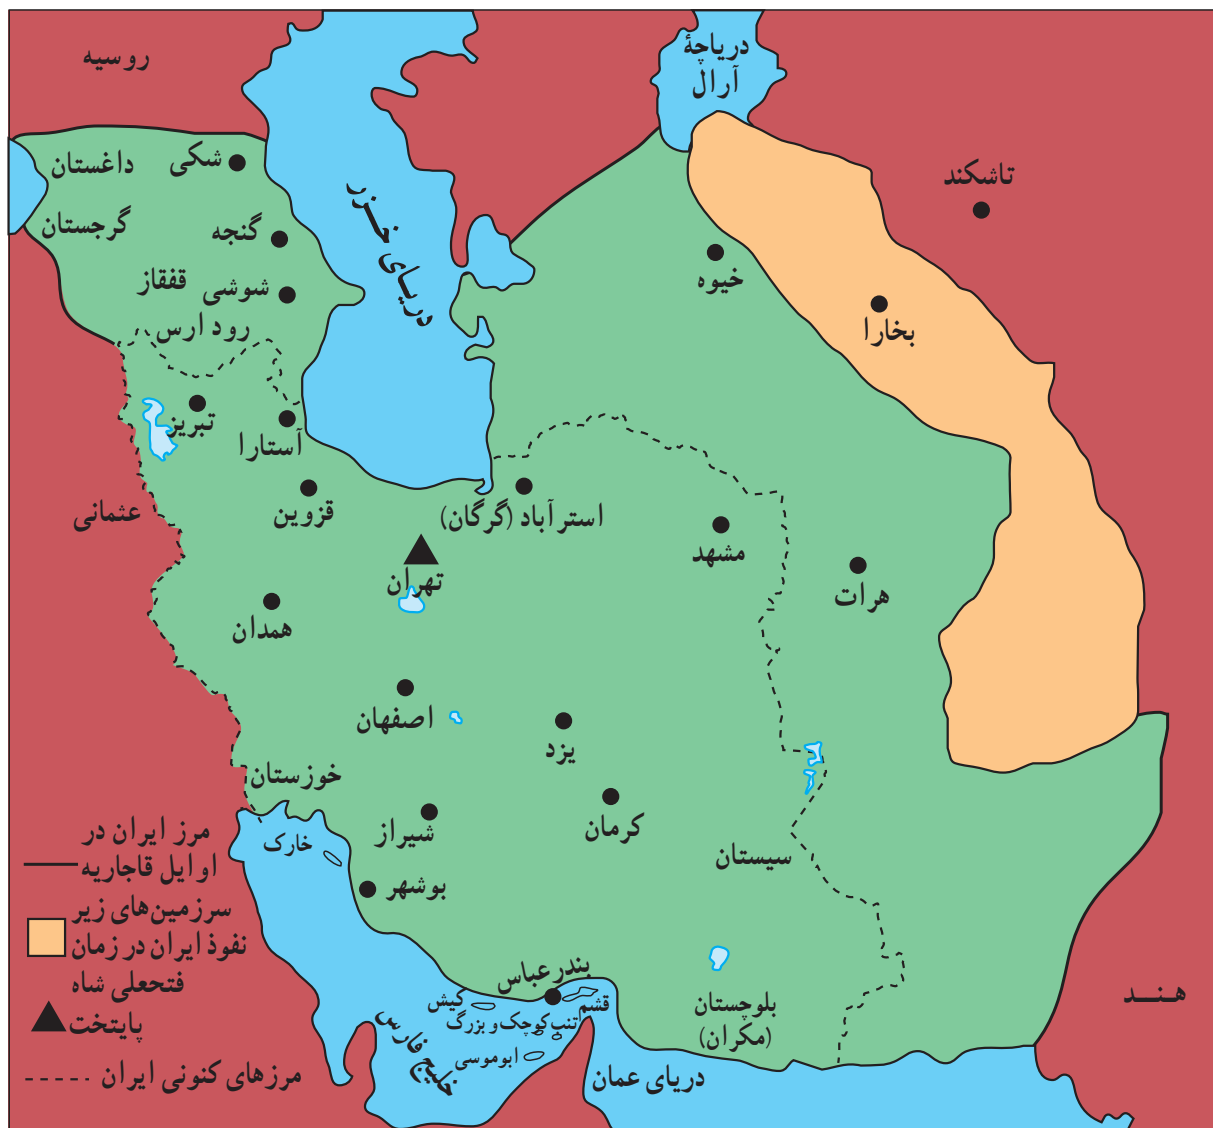 روسیه
دریاچهٔ
آرال
داغستان
شکی
تاشکند
گرجستان
گنجه
دریای خزر
خیوه
قفقاز
شوشی
رود ارس
بخارا
تبریز
آستارا
عثمانی
قزوین
استرآباد (گرگان)
مشهد
تهران
هرات
همدان
اصفهان
یزد
خوزستان
شیراز
کرمان
سیستان
خارک
بوشهر
بندرعباس
کیش
قشم
تنب کوچک و بزرگ
ابوموسی
خلیج فارس
دریای عمان
بلوچستان
(مکران)
هند
مرز ایران در
اوایل قاجاریه
سرزمین‌های زیر
نفوذ ایران در زمان
فتحعلی شاه
پایتخت
مرزهای کنونی ایران